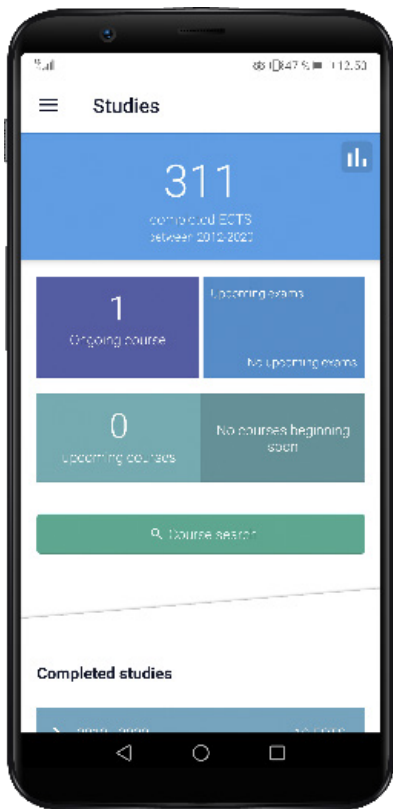 47 % 12.53
Studies
311
completed ECTS
between 2012-2020
1
Ongoing course
Upcoming exams
No upcoming exams
0
upcoming courses
No courses beginning
soon
Course search
Completed studies